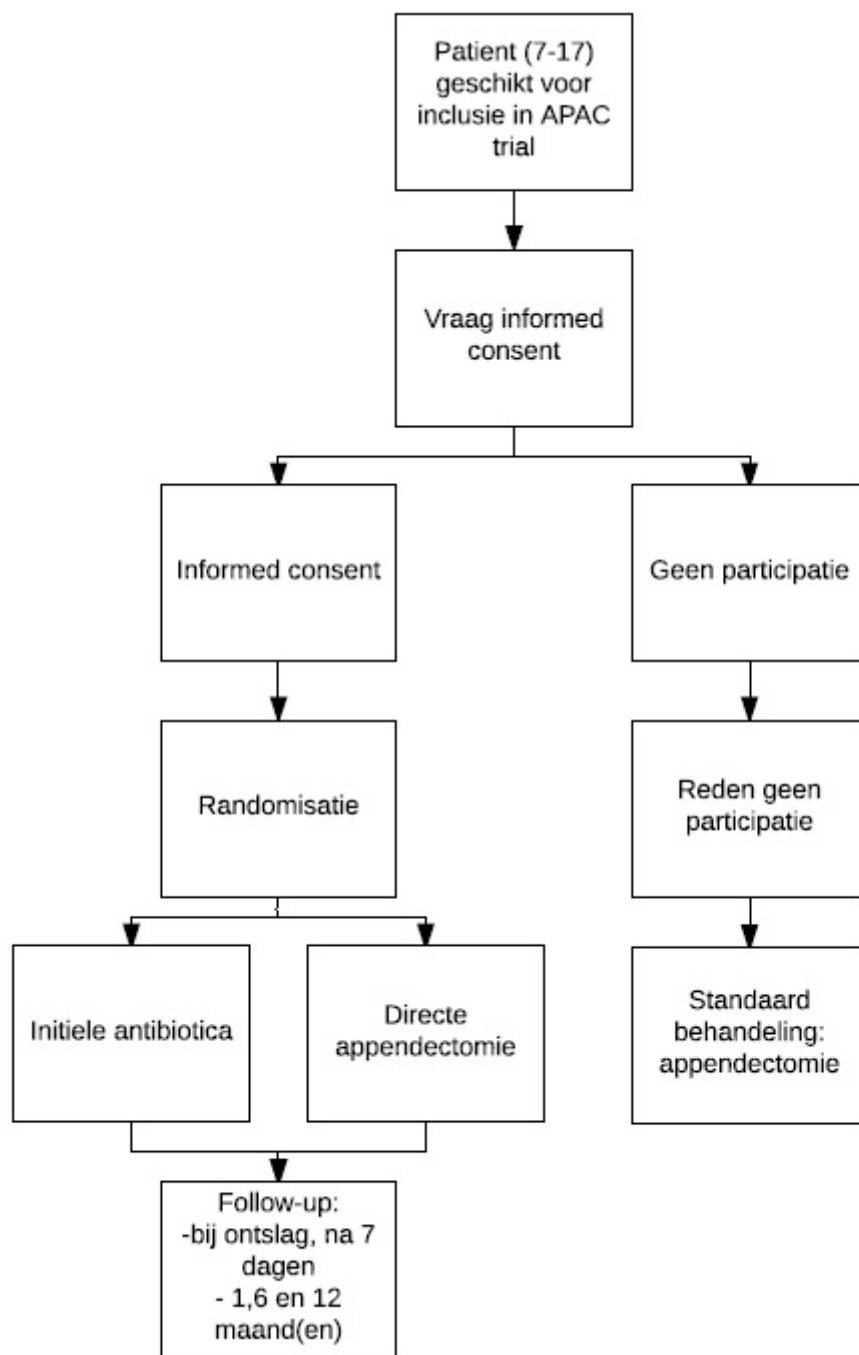 Patient (7-17)
geschikt voor
inclusie in APAC
trial
Vraag informed
consent
Informed consent
Geen participatie
Randomisatie
Reden geen
participatie
Initiele antibiotica
Directe
appendectomie
Standaard
behandeling:
appendectomie
Follow-up:
-bij ontslag, na 7
dagen
- 1,6 en 12
maand(en)